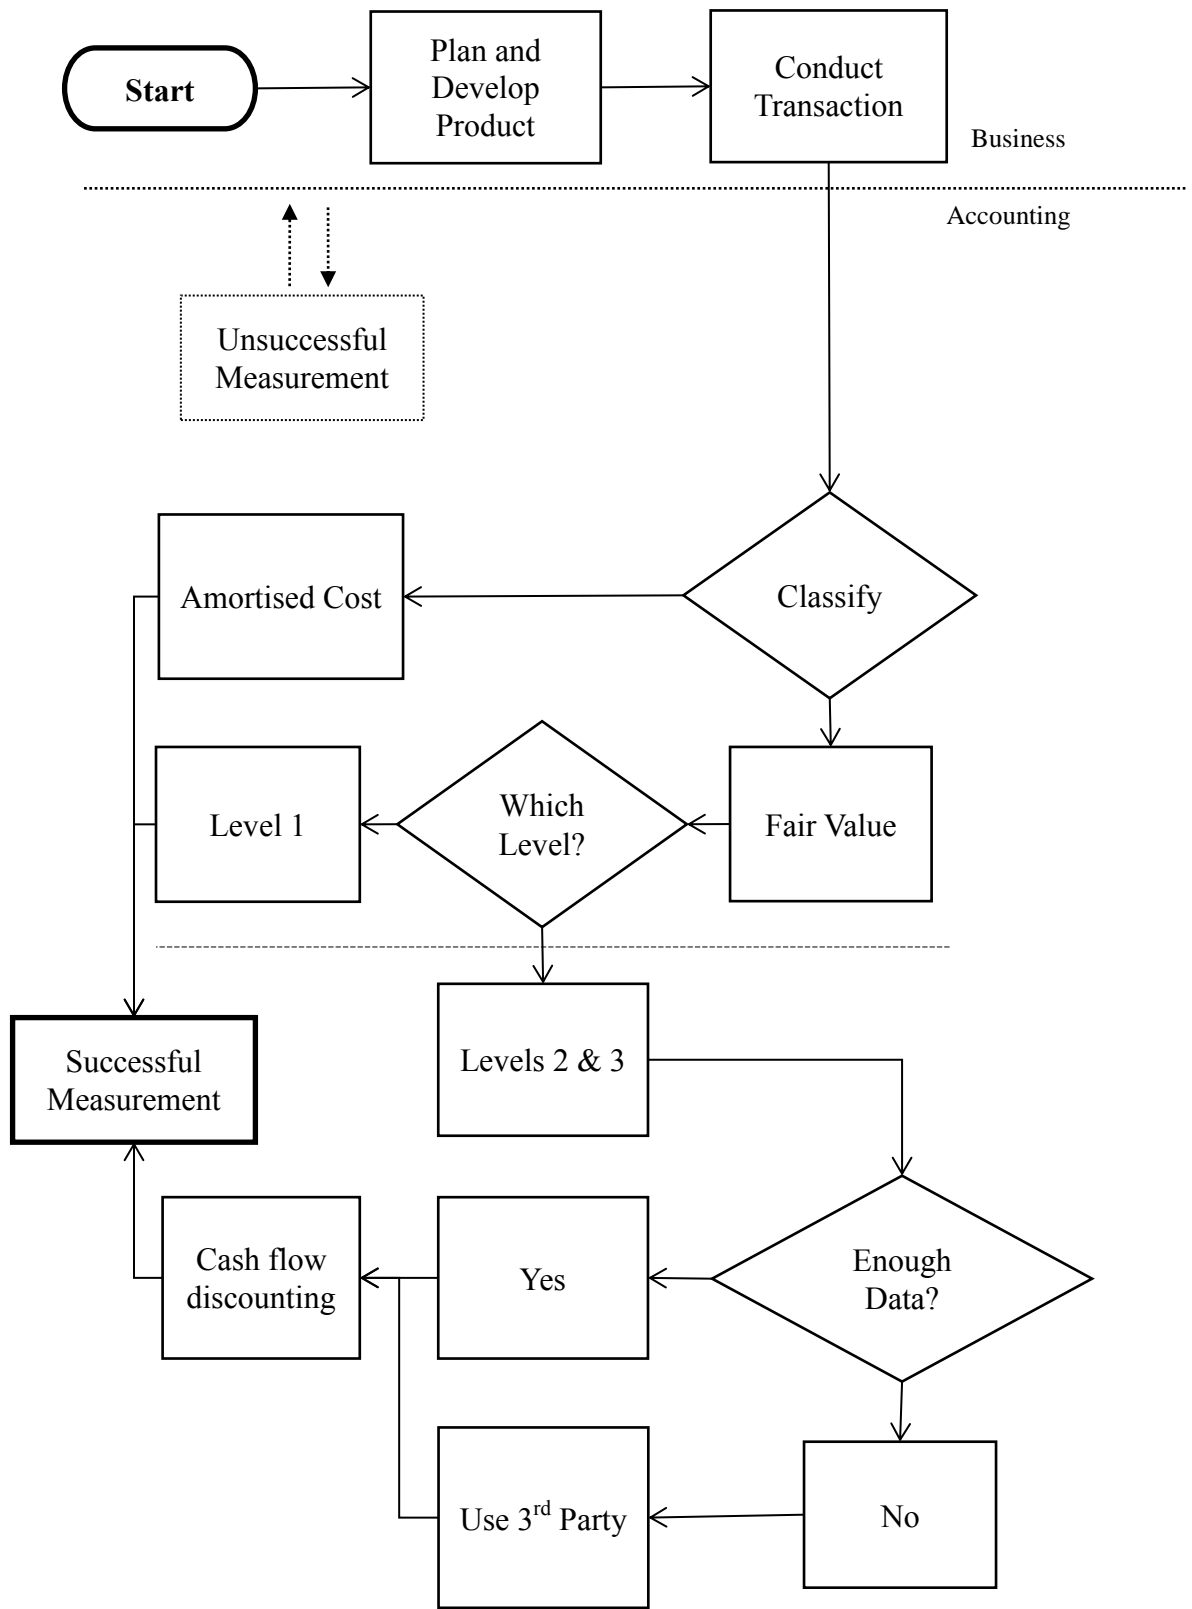 Start
Plan and
Develop
Product
Conduct
Transaction
Business
Accounting
Unsuccessful
Measurement
Amortised Cost
Classify
Level 1
Which
Level?
Fair Value
Successful
Measurement
Levels 2 & 3
Cash flow
discounting
Yes
Enough
Data?
Use 3rd Party
No